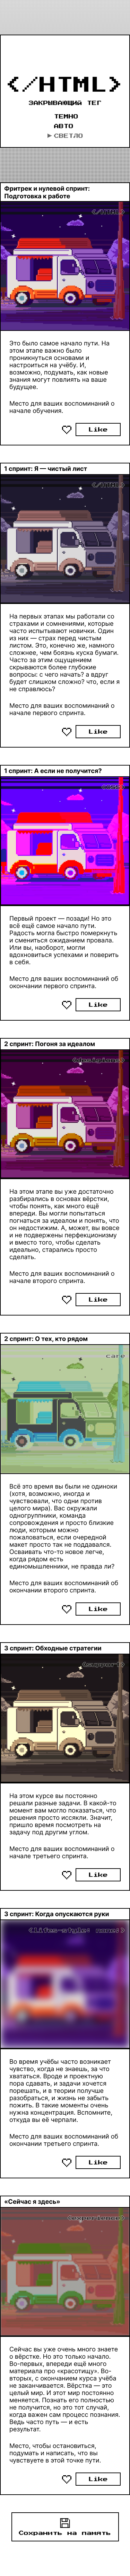 </HTML>
ЗАКРЫВАЮЩИЙ ТЕГ
ТЕМНО
АВТО
▶ СВЕТЛО
Фритрек и нулевой спринт:
Подготовка к работе
</HTML>
Это было самое начало пути. На
этом этапе важно было
проникнуться основами и
настроиться на учёбу. И,
возможно, подумать, как новые
знания могут повлиять на ваше
будущее.
Место для ваших воспоминаний о
начале обучения.
Like
1 спринт: Я — чистый лист
На первых этапах мы работали со
страхами и сомнениями, которые
часто испытывают новички. Один
из них — страх перед чистым
листом. Это, конечно же, намного
сложнее, чем боязнь куска бумаги.
Часто за этим ощущением
скрываются более глубокие
вопросы: с чего начать? а вдруг
будет слишком сложно? что, если я
не справлюсь?
Место для ваших воспоминаний о
начале первого спринта.
Like
1 спринт: А если не получится?
Первый проект — позади! Но это
всё ещё самое начало пути.
Радость могла быстро померкнуть
и смениться ожиданием провала.
Или вы, наоборот, могли
вдохновиться успехами и поверить
в себя.
Место для ваших воспоминаний об
окончании первого спринта.
Like
2 спринт: Погоня за идеалом
На этом этапе вы уже достаточно
разбирались в основах вёрстки,
чтобы понять, как много ещё
впереди. Вы могли попытаться
погнаться за идеалом и понять, что
он недостижим. А, может, вы вовсе
и не подвержены перфекционизму
и вместо того, чтобы сделать
идеально, старались просто
сделать.
Место для ваших воспоминаний о
начале второго спринта.
Like
2 спринт: О тех, кто рядом
care
Всё это время вы были не одиноки
(хотя, возможно, иногда и
чувствовали, что одни против
целого мира). Вас окружали
одногруппники, команда
сопровождения и просто близкие
люди, которым можно
пожаловаться, если очередной
макет просто так не поддавался.
Осваивать что-то новое легче,
когда рядом есть
единомышленники, не правда ли?
Место для ваших воспоминаний об
окончании второго спринта.
Like
3 спринт: Обходные стратегии
<support>
На этом курсе вы постоянно
решали разные задачи. В какой-то
момент вам могло показаться, что
решения просто иссякли. Значит,
пришло время посмотреть на
задачу под другим углом.
Место для ваших воспоминаний о
начале третьего спринта.
Like
3 спринт: Когда опускаются руки
Во время учёбы часто возникает
чувство, когда не знаешь, за что
хвататься. Вроде и проектную
пора сдавать, и задачи хочется
порешать, и в теории получше
разобраться, и жизнь не забыть
пожить. В такие моменты очень
нужна концентрация. Вспомните,
откуда вы её черпали.
Место для ваших воспоминаний об
окончании третьего спринта.
Like
«Сейчас я здесь»
<experience>
Сейчас вы уже очень много знаете
о вёрстке. Но это только начало.
Во-первых, впереди ещё много
материала про «красотищу». Во-
вторых, с окончанием курса учёба
не заканчивается. Вёрстка — это
целый мир. И этот мир постоянно
меняется. Познать его полностью
не получится, но это тот случай,
когда важен сам процесс познания.
Ведь часто путь — и есть
результат.
Место, чтобы остановиться,
подумать и написать, что вы
чувствуете в этой точке пути.
Like
Сохранить на память